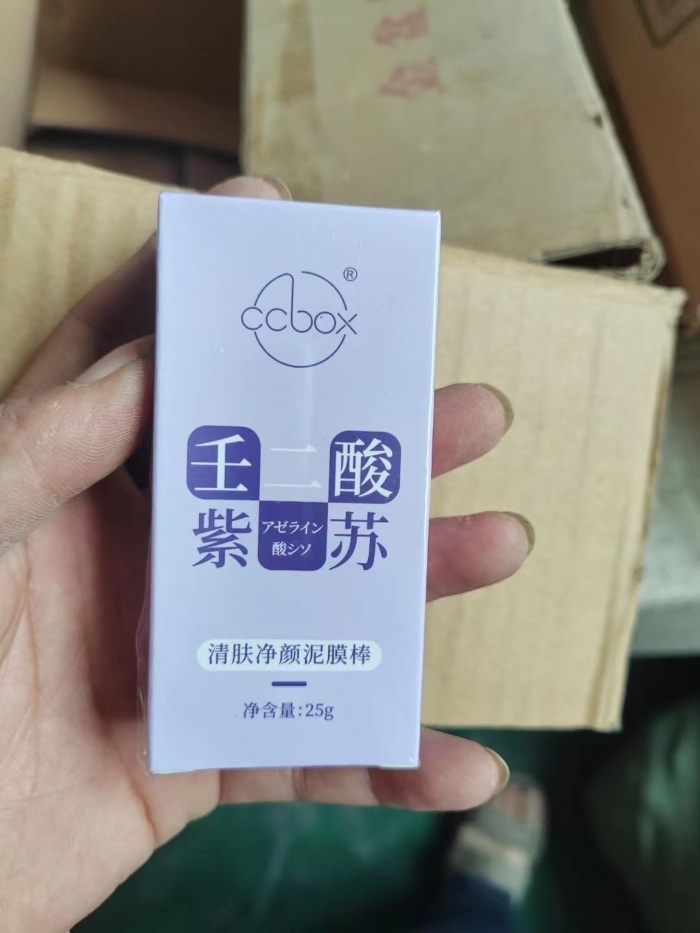 ccbox®
壬二酸
紫苏
アゼライン
酸シソ
清肤净颜泥膜棒
净含量:25g